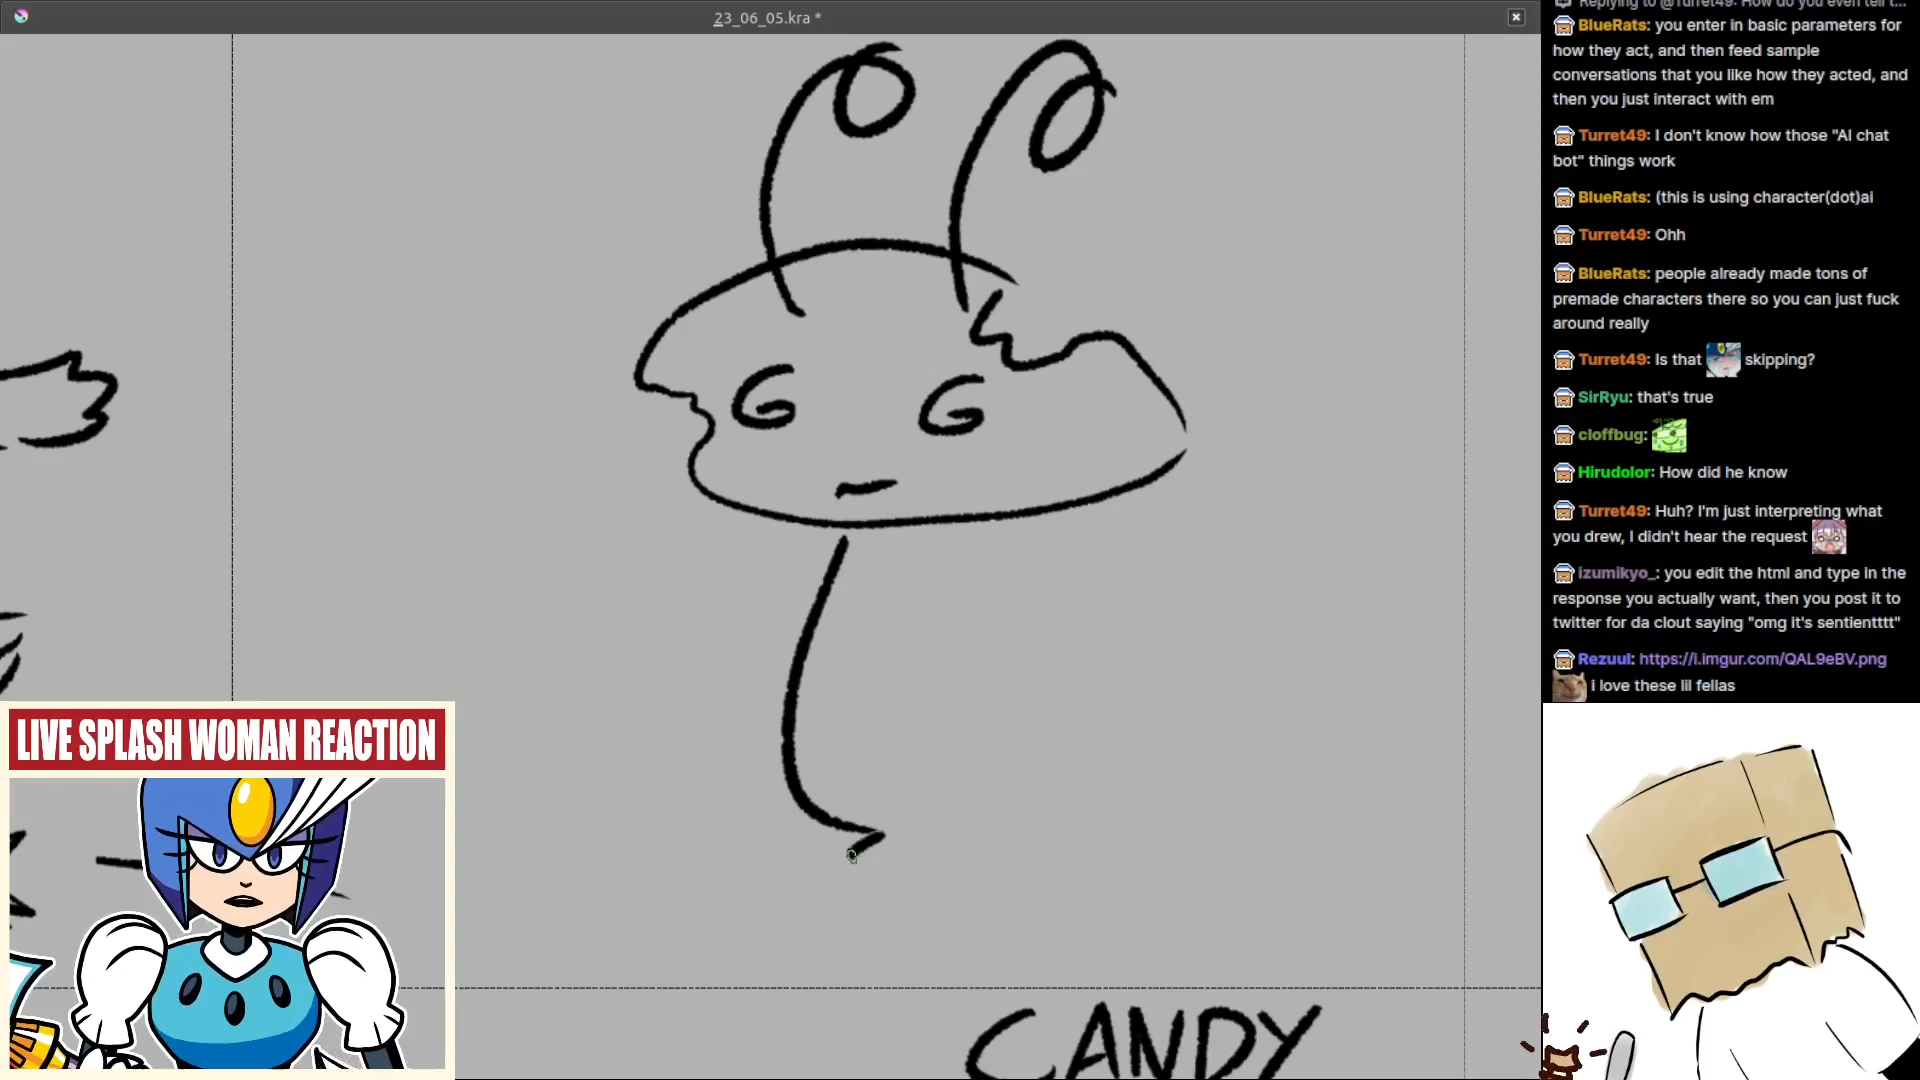 23_06_05.kra *
Replying to @Turret49: How do you even tell t...
BlueRats: you enter in basic parameters for
how they act, and then feed sample
conversations that you like how they acted, and
then you just interact with em
Turret49: I don't know how those "AI chat
bot" things work
BlueRats: (this is using character(dot)ai
Turret49: Ohh
BlueRats: people already made tons of
premade characters there so you can just fuck
around really
Turret49: Is that skipping?
SirRyu: that's true
cloffbug:
Hirudolor: How did he know
Turret49: Huh? I'm just interpreting what
you drew, I didn't hear the request
izumikyo_: you edit the html and type in the
response you actually want, then you post it to
twitter for da clout saying "omg it's sentientttt"
Rezuul: https://i.imgur.com/QAL9eBV.png
i love these lil fellas
LIVE SPLASH WOMAN REACTION
CANDY